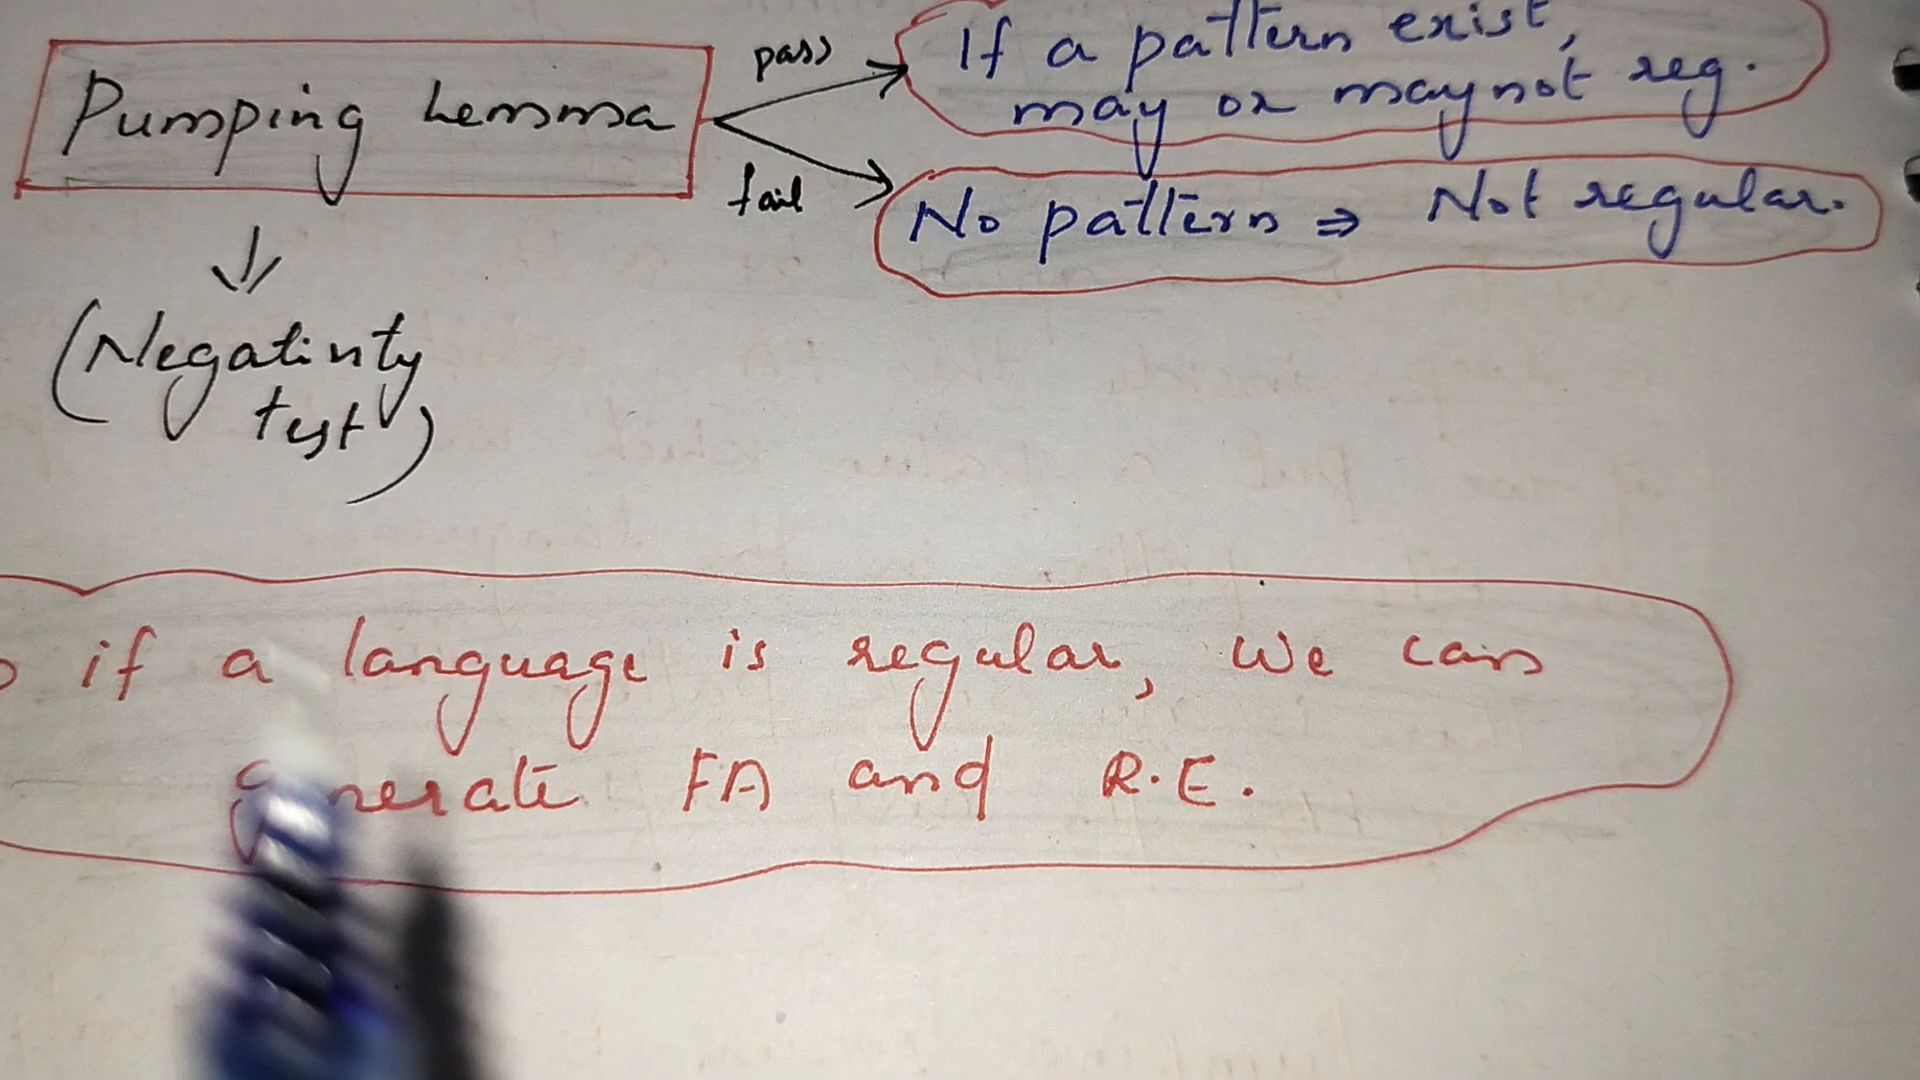 Pumping Lemma
pass
If a pattern exist,
may or may not reg.
fail
No pattern ⇒ Not regular.
(Negativity
test)
if a language is regular, We can
generate FA and R.E.